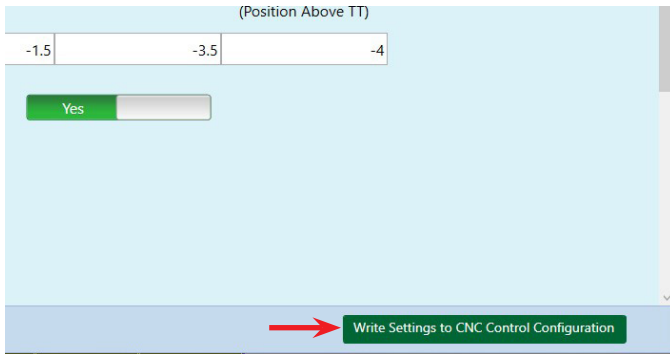 (Position Above TT)
-1.5 -3.5 -4
Yes
Write Settings to CNC Control Configuration